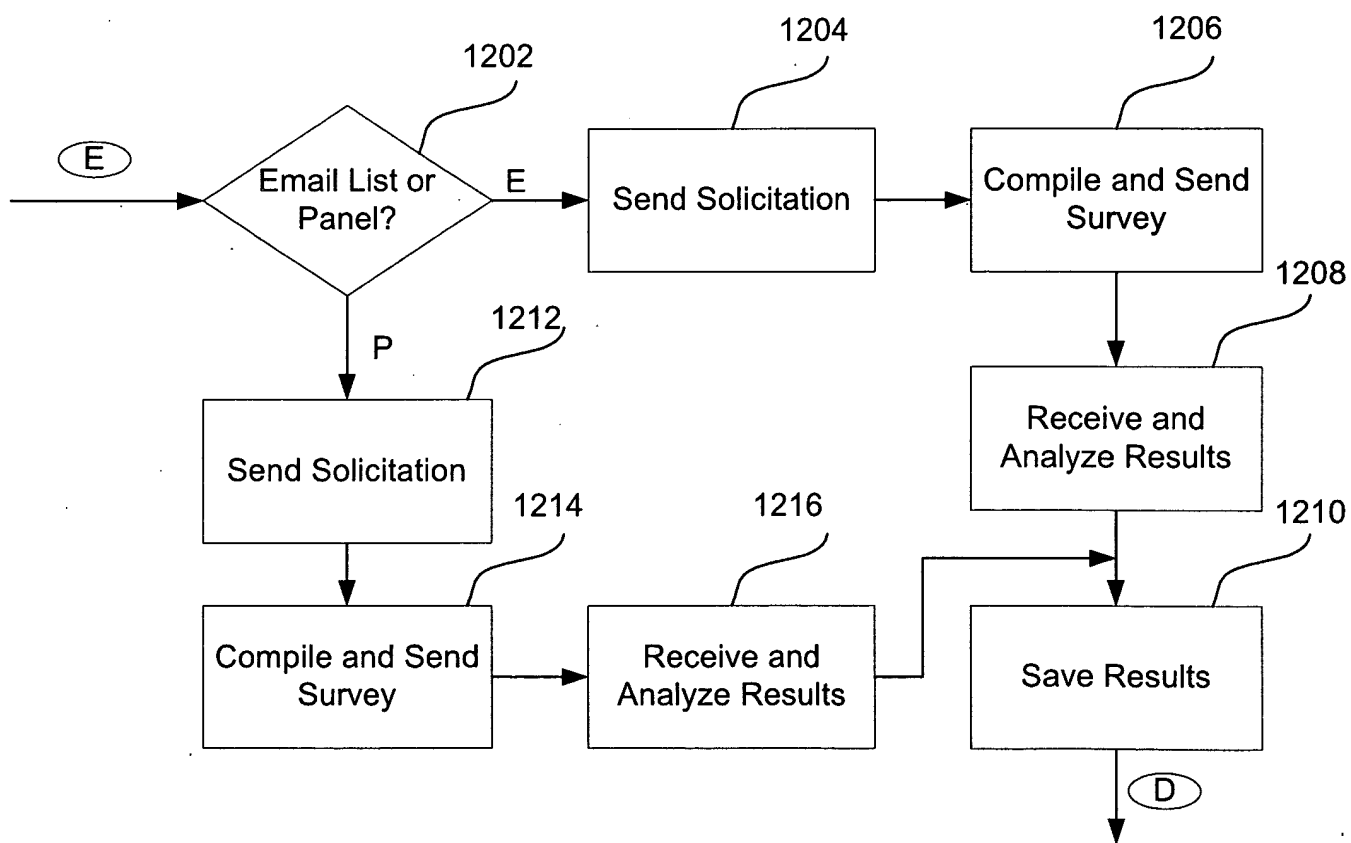 1202
1204
1206
E
Email List or
Panel?
E
Send Solicitation
Compile and Send
Survey
1208
P
1212
Receive and
Analyze Results
Send Solicitation
1214
1216
1210
Compile and Send
Survey
Receive and
Analyze Results
Save Results
D